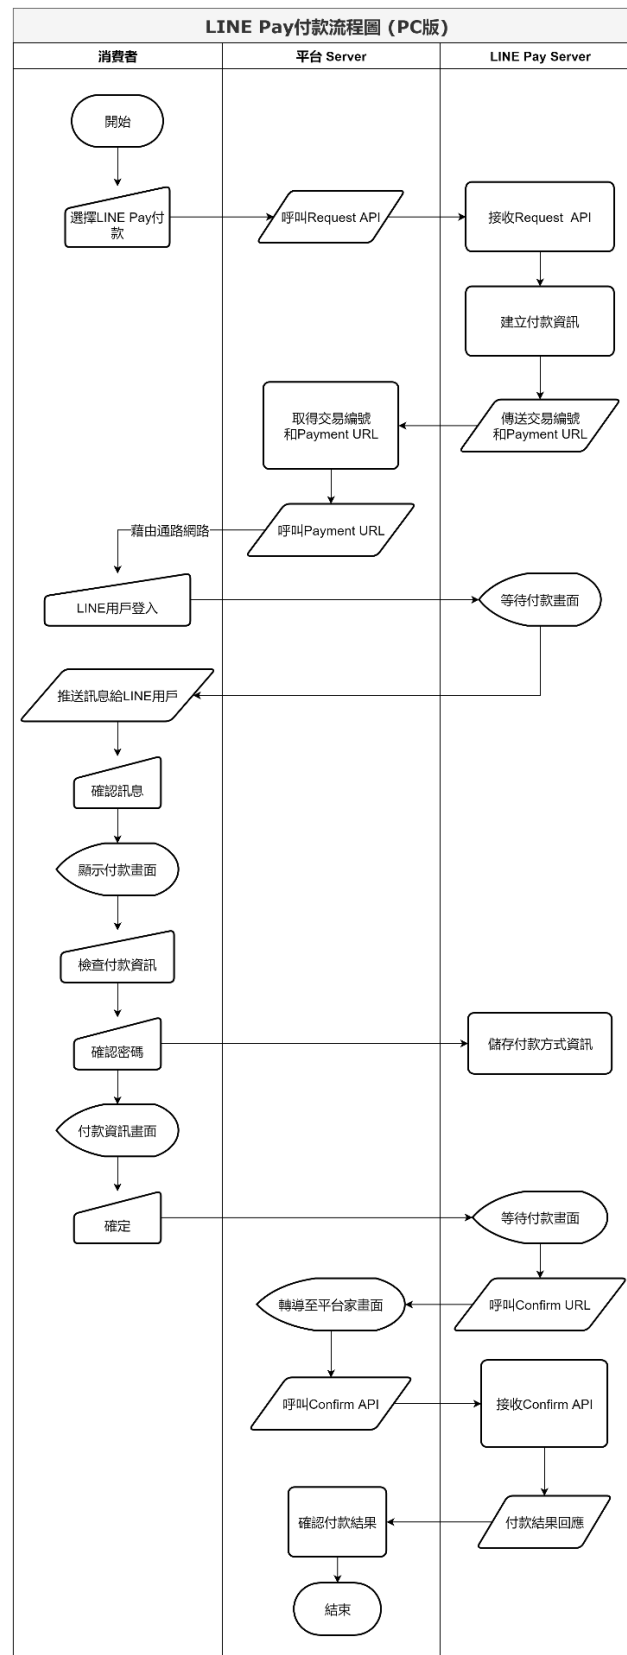 LINE Pay付款流程圖 (PC版)
消費者
平台 Server
LINE Pay Server
開始
選擇LINE Pay付
款
呼叫Request API
接收Request  API
建立付款資訊
傳送交易編號
和Payment URL
取得交易編號
和Payment URL
呼叫Payment URL
藉由通路網路
LINE用戶登入
等待付款畫面
推送訊息給LINE用戶
確認訊息
顯示付款畫面
檢查付款資訊
確認密碼
儲存付款方式資訊
付款資訊畫面
確定
等待付款畫面
呼叫Confirm URL
轉導至平台家畫面
呼叫Confirm API
接收Confirm API
付款結果回應
確認付款結果
結束